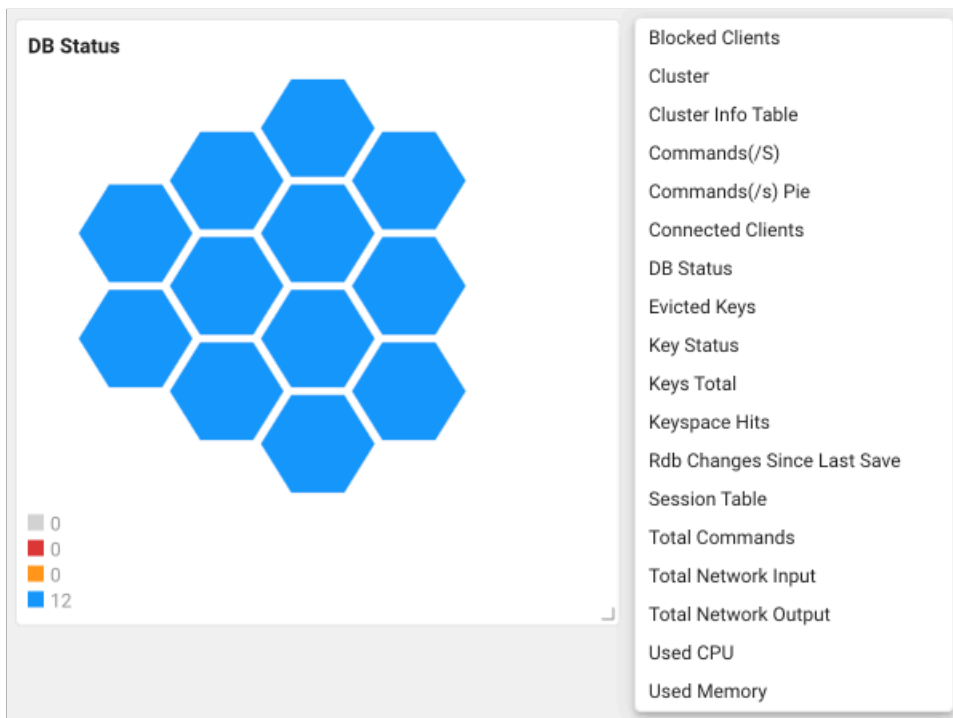 DB Status
0
0
0
12
Blocked Clients
Cluster
Cluster Info Table
Commands(/S)
Commands(/s) Pie
Connected Clients
DB Status
Evicted Keys
Key Status
Keys Total
Keyspace Hits
Rdb Changes Since Last Save
Session Table
Total Commands
Total Network Input
Total Network Output
Used CPU
Used Memory